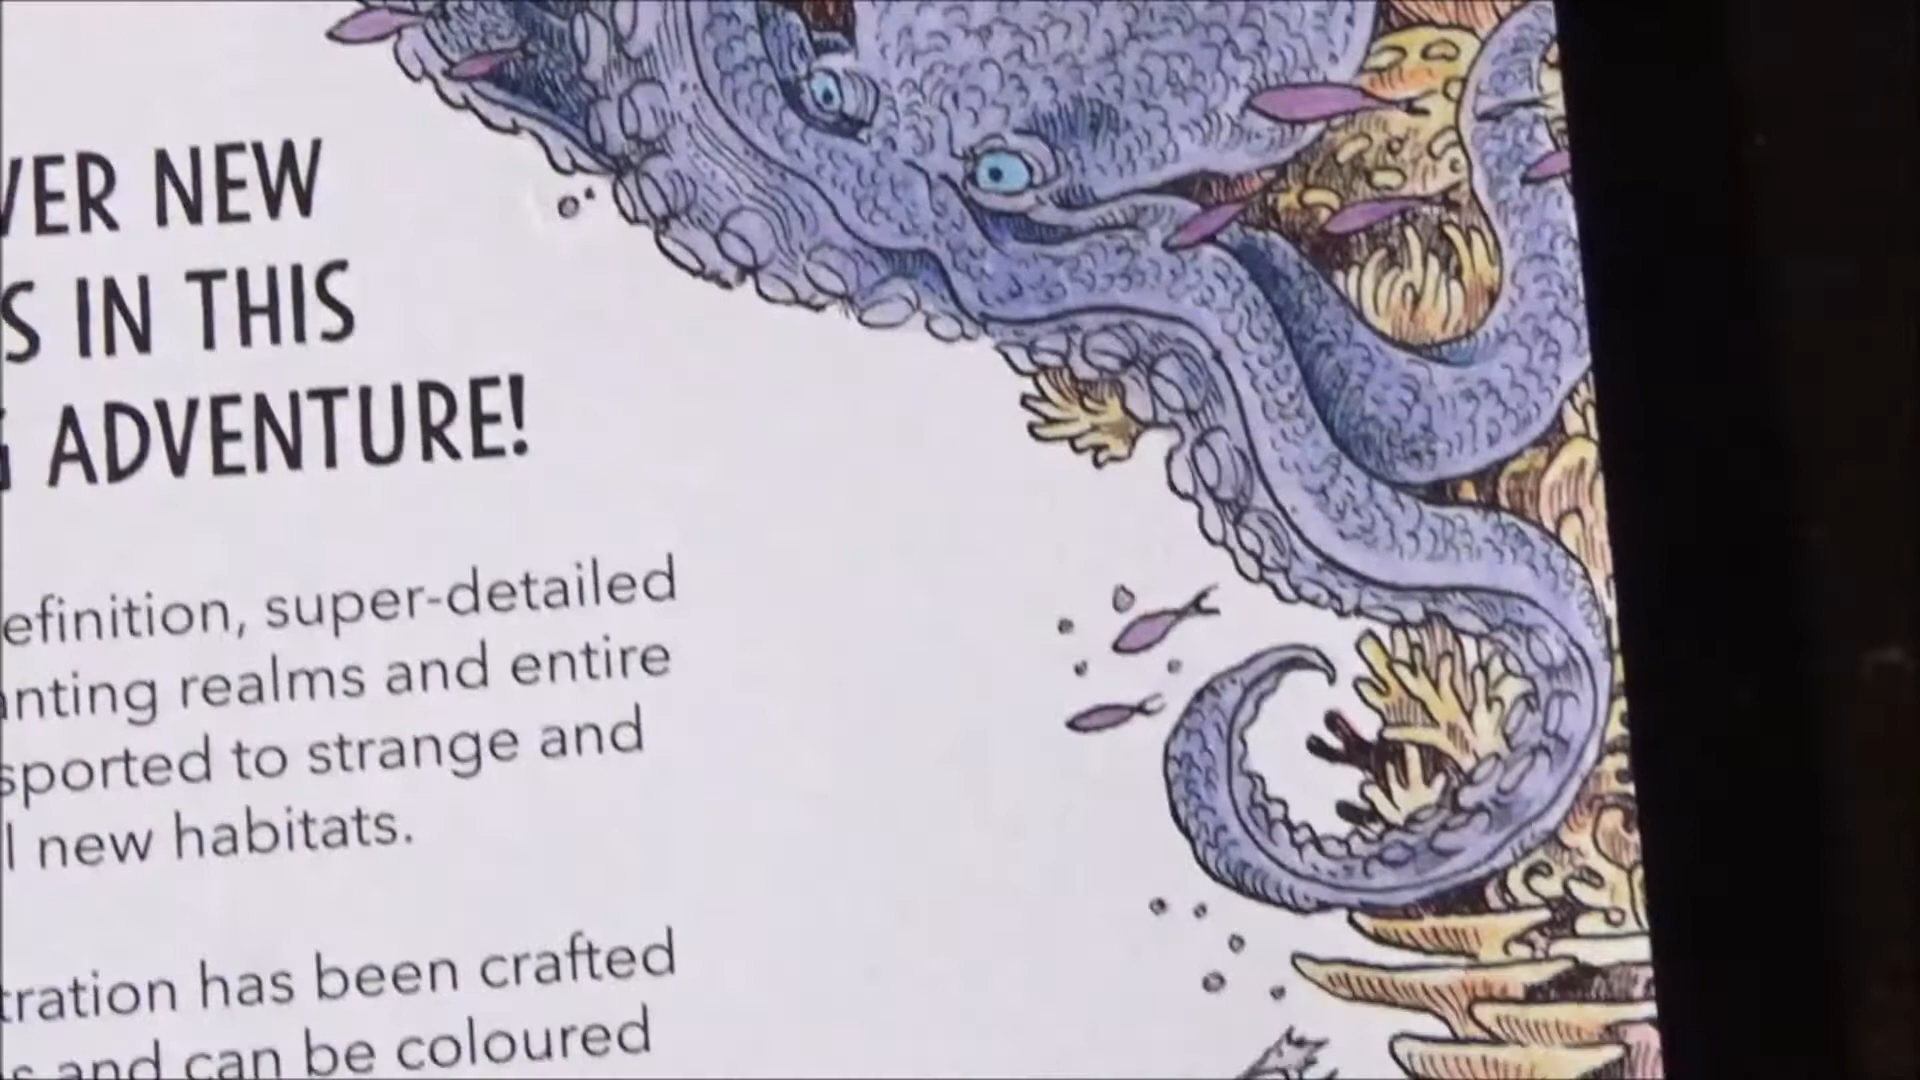 VER NEW
S IN THIS
G ADVENTURE!
efinition, super-detailed
anting realms and entire
sported to strange and
l new habitats.
tration has been crafted
s and can be coloured